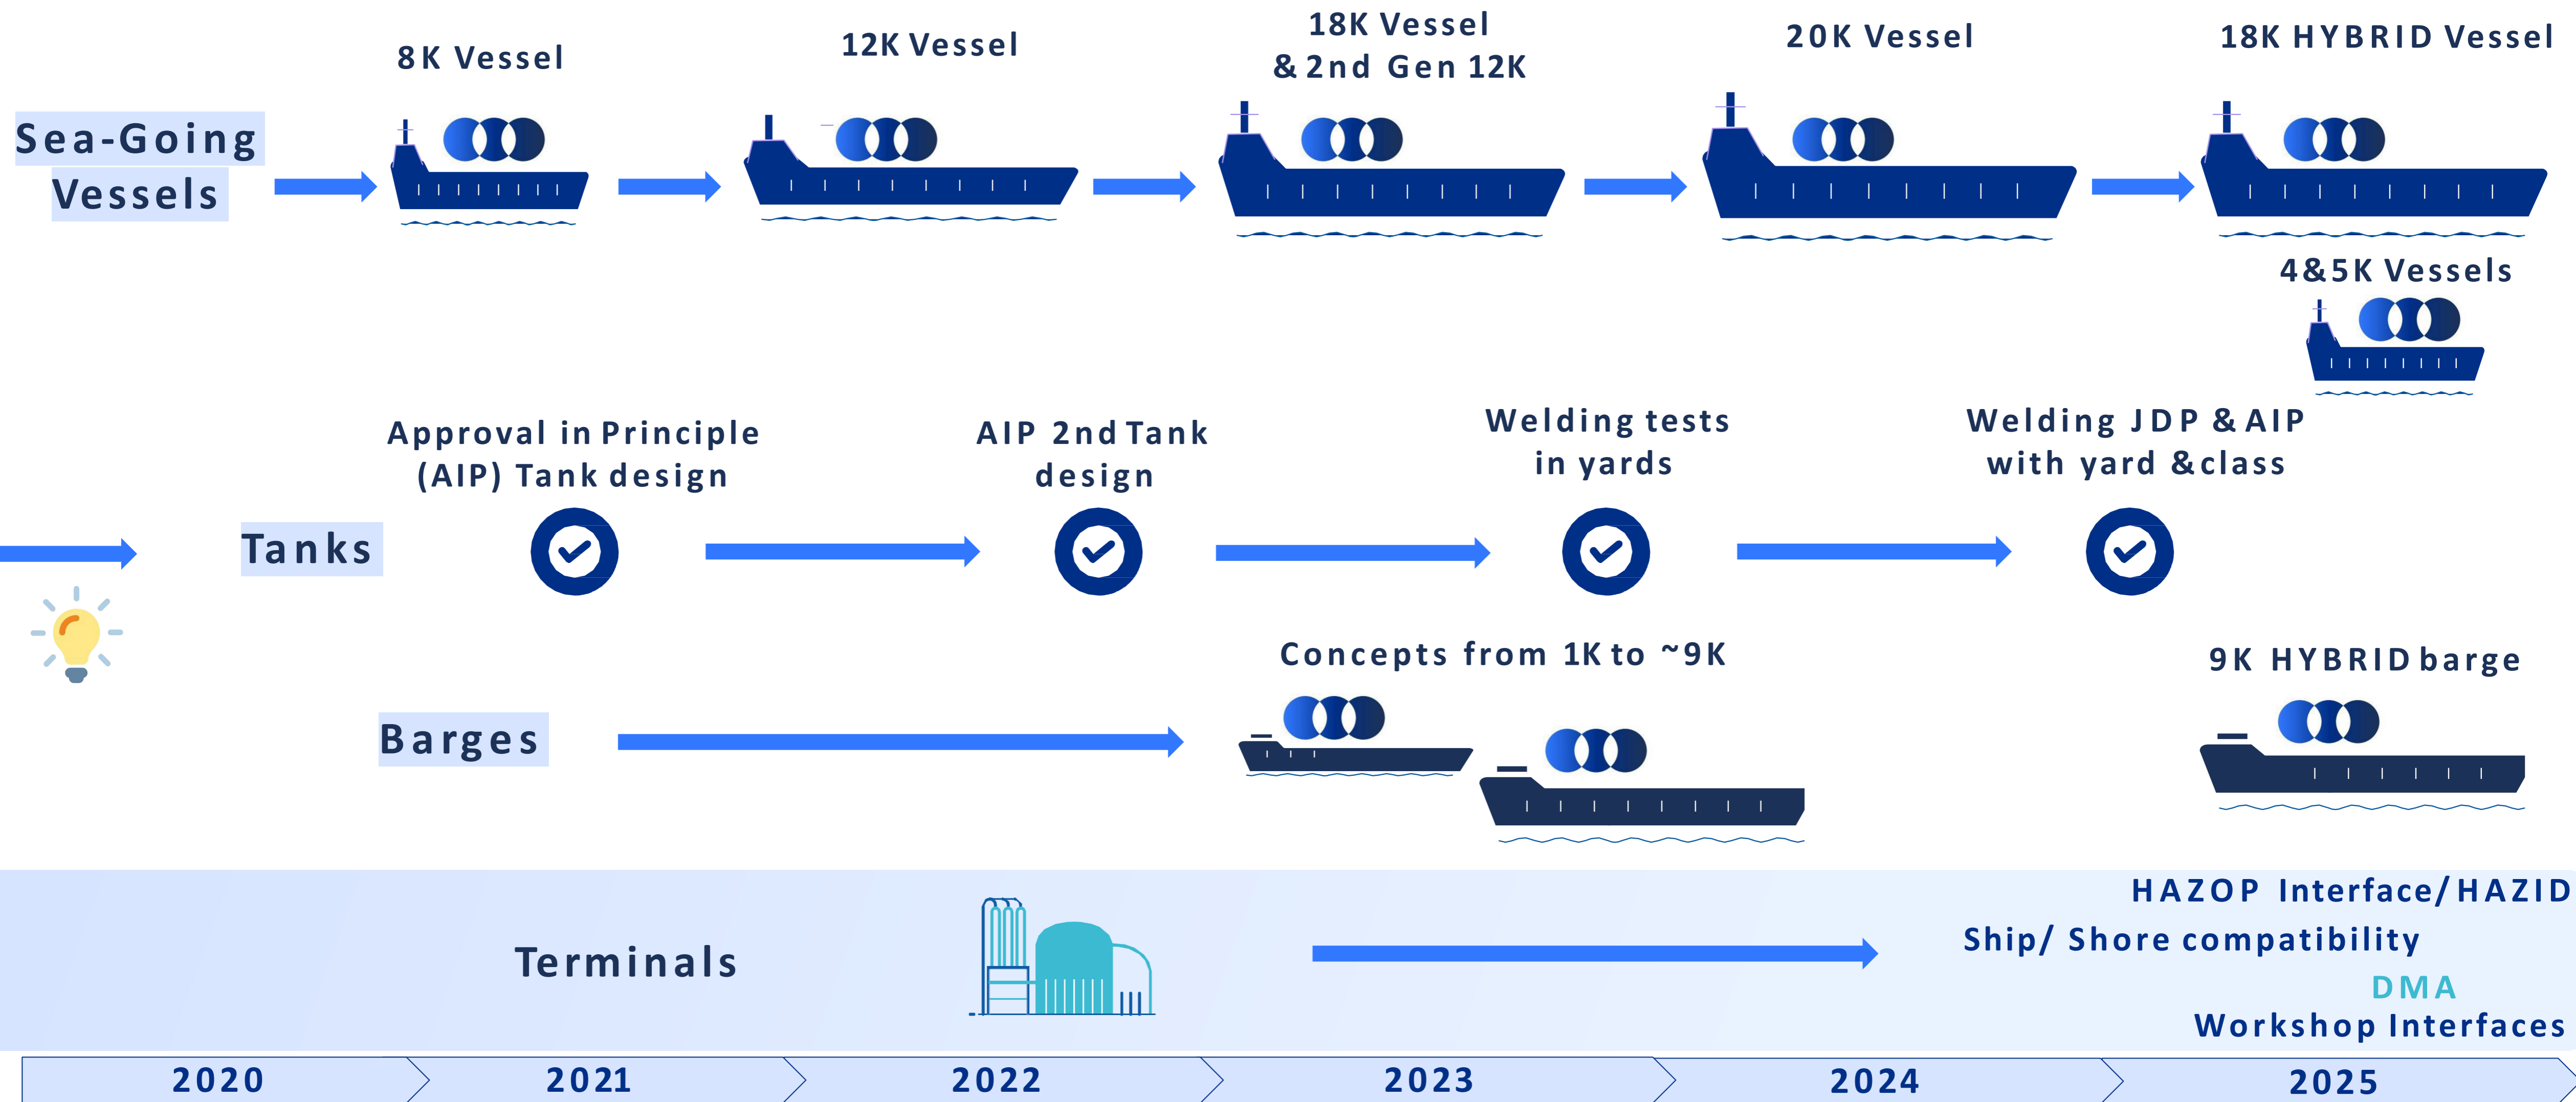 8K Vessel
12K Vessel
18K Vessel
& 2nd Gen 12K
20K Vessel
18K HYBRID Vessel
Sea-Going
Vessels
4&5K Vessels
Approval in Principle
(AIP) Tank design
AIP 2nd Tank
design
Welding tests
in yards
Welding JDP & AIP
with yard &class
Tanks
Concepts from 1K to ~9K
9K HYBRID barge
Barges
HAZOP Interface/HAZID
Ship/ Shore compatibility
Terminals
DMA
Workshop Interfaces
2020
2021
2022
2023
2024
2025